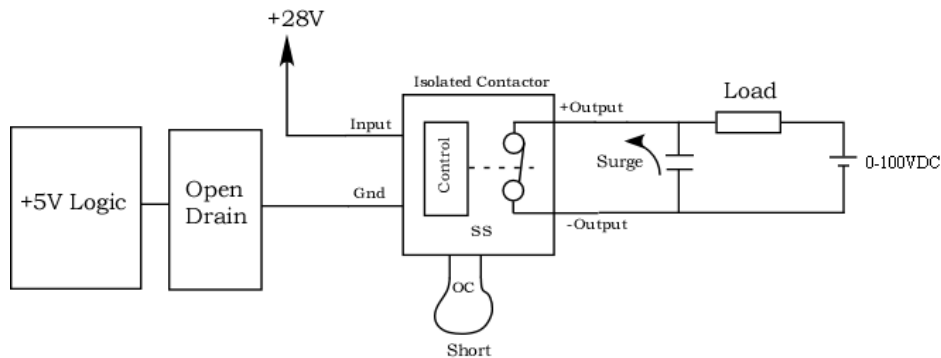 +28V
Isolated Contactor
Input
+Output
Load
Control
Surge
0-100VDC
+5V Logic
Open
Drain
Gnd
SS
-Output
OC
Short